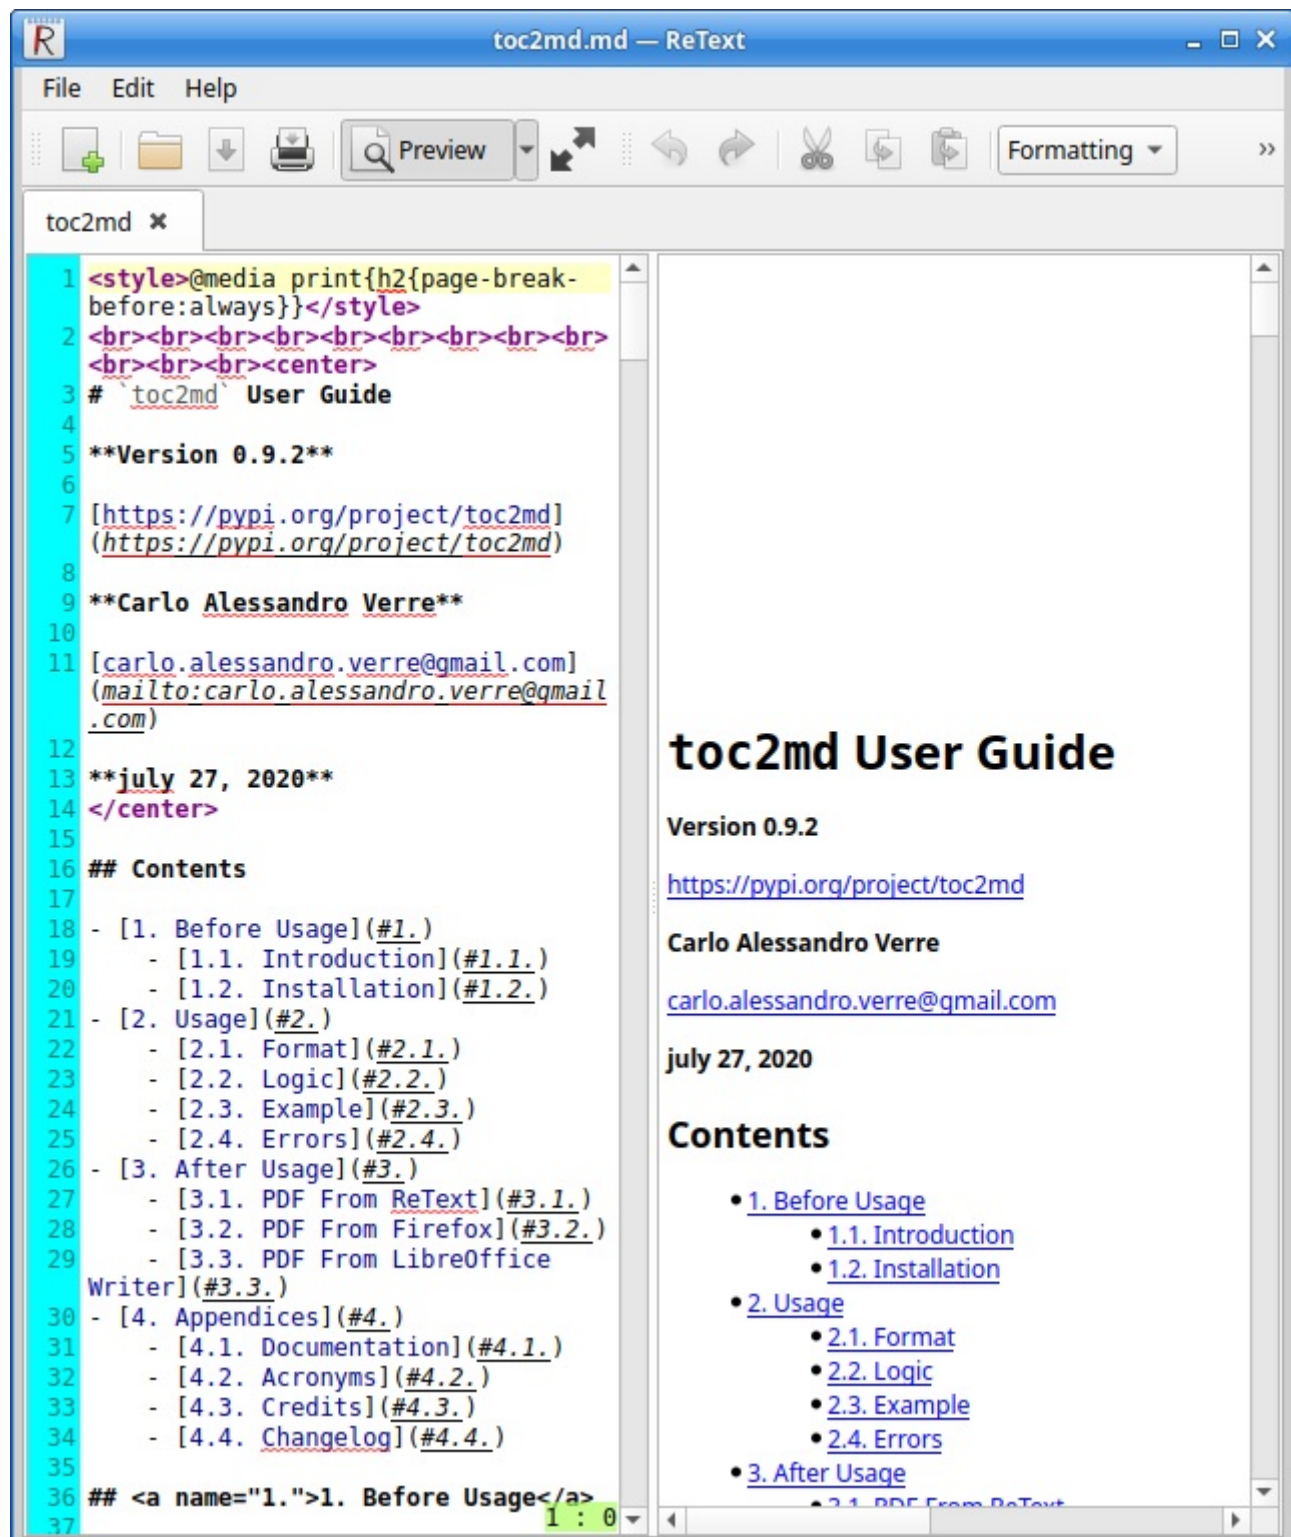 toc2md.md — ReText
File Edit Help
Preview Formatting »
toc2md ✖
1 <style>@media print{h2{page-break-
before:always}}</style>
2 <br><br><br><br><br><br><br><br><br>
<br><br><br><center>
3 # `toc2md` User Guide
4
5 **Version 0.9.2**
6
7 [https://pypi.org/project/toc2md]
(https://pypi.org/project/toc2md)
8
9 **Carlo Alessandro Verre**
10
11 [carlo.alessandro.verre@gmail.com]
(mailto:carlo.alessandro.verre@gmail
.com)
12
13 **july 27, 2020**
14 </center>
15
16 ## Contents
17
18 - [1. Before Usage](#1.)
19     - [1.1. Introduction](#1.1.)
20     - [1.2. Installation](#1.2.)
21 - [2. Usage](#2.)
22     - [2.1. Format](#2.1.)
23     - [2.2. Logic](#2.2.)
24     - [2.3. Example](#2.3.)
25     - [2.4. Errors](#2.4.)
26 - [3. After Usage](#3.)
27     - [3.1. PDF From ReText](#3.1.)
28     - [3.2. PDF From Firefox](#3.2.)
29     - [3.3. PDF From LibreOffice
Writer](#3.3.)
30 - [4. Appendices](#4.)
31     - [4.1. Documentation](#4.1.)
32     - [4.2. Acronyms](#4.2.)
33     - [4.3. Credits](#4.3.)
34     - [4.4. Changelog](#4.4.)
35
36 ## <a name="1.">1. Before Usage</a>
37
1 : 0
toc2md User Guide
Version 0.9.2
https://pypi.org/project/toc2md
Carlo Alessandro Verre
carlo.alessandro.verre@gmail.com
july 27, 2020
Contents
• 1. Before Usage
• 1.1. Introduction
• 1.2. Installation
• 2. Usage
• 2.1. Format
• 2.2. Logic
• 2.3. Example
• 2.4. Errors
• 3. After Usage
• 3.1. PDF From ReText